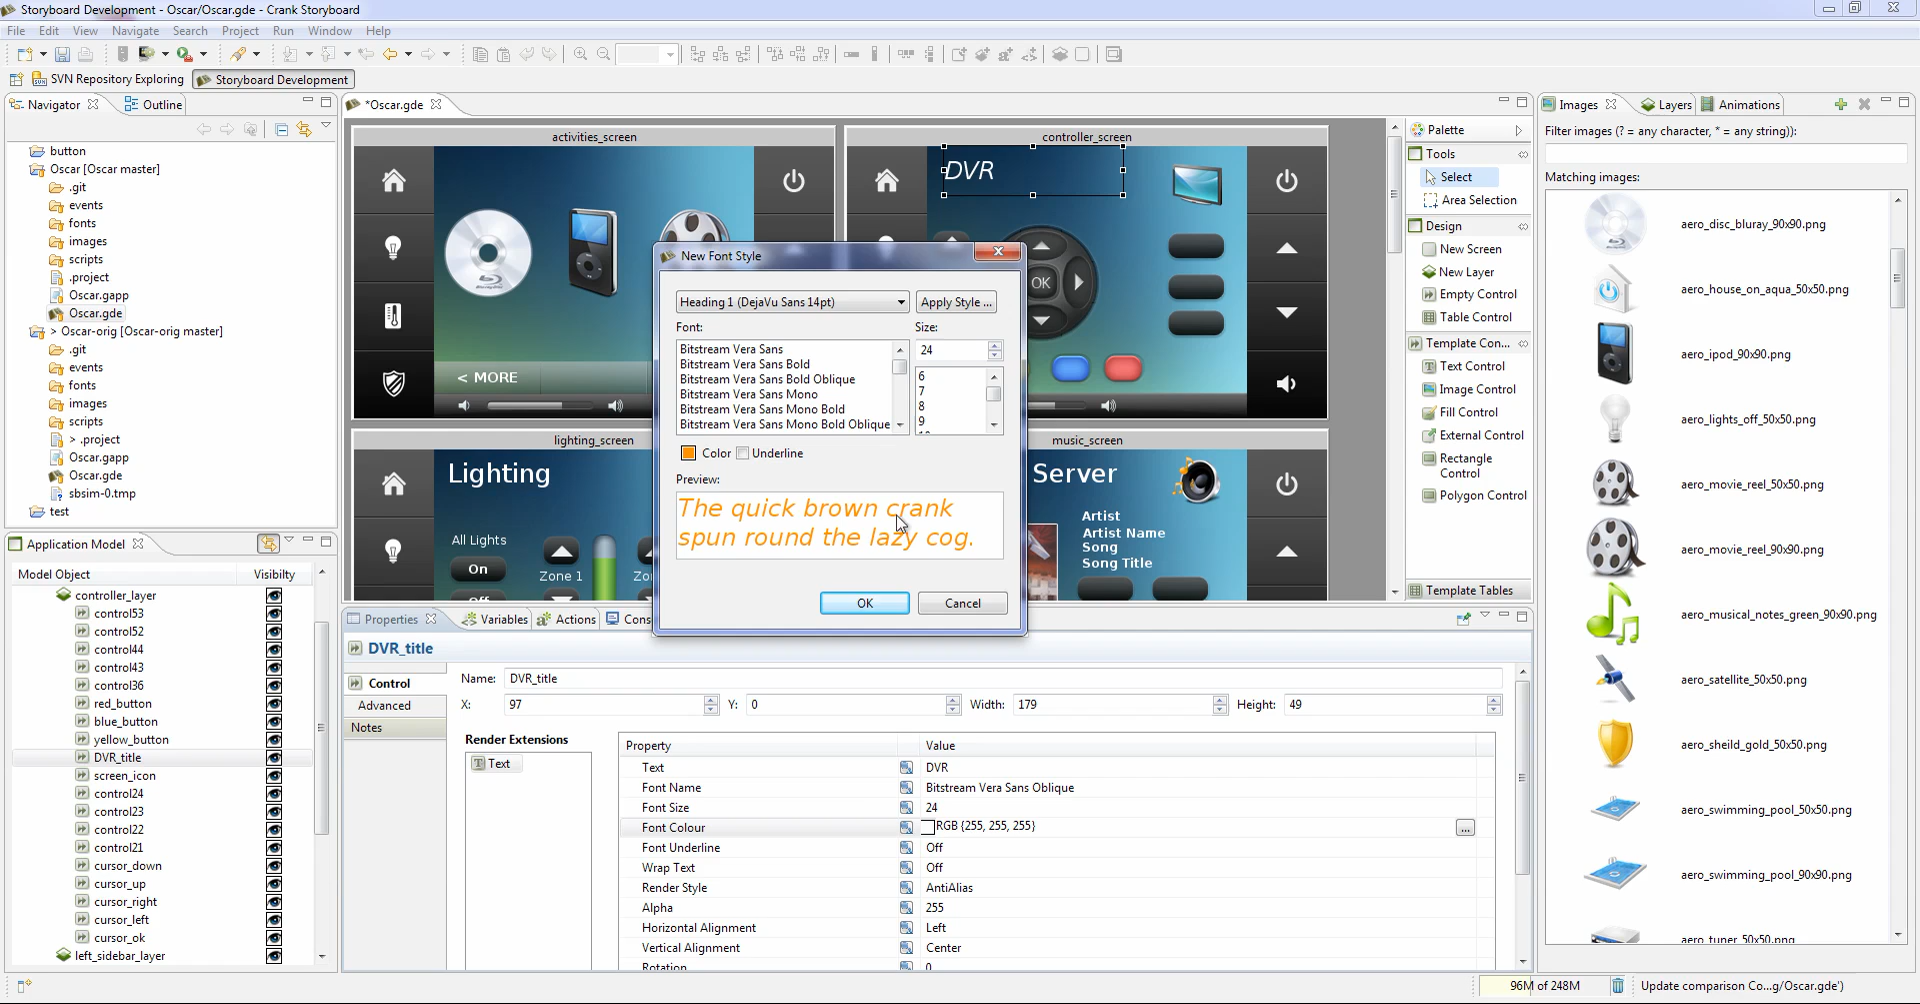 Storyboard Development - Oscar/Oscar.gde - Crank Storyboard
File Edit View Navigate Search Project Run Window Help
SVN Repository Exploring Storyboard Development
Navigator Outline
button
Oscar [Oscar master]
.git
events
fonts
images
scripts
.project
Oscar.gapp
Oscar.gde
> Oscar-orig [Oscar-orig master]
.git
events
fonts
images
scripts
> .project
Oscar.gapp
Oscar.gde
sbsim-0.tmp
test
Application Model
Model Object Visibilty
controller_layer
control53
control52
control44
control43
control36
red_button
blue_button
yellow_button
DVR_title
screen_icon
control24
control23
control22
control21
cursor_down
cursor_up
cursor_right
cursor_left
cursor_ok
left_sidebar_layer
*Oscar.gde
activities_screen
< MORE
controller_screen
DVR
OK
lighting_screen
Lighting
All Lights
On
Off
Zone 1
music_screen
Server
Artist
Artist Name
Song
Song Title
New Font Style
Heading 1 (DejaVu Sans 14pt) Apply Style ...
Font: Size:
Bitstream Vera Sans
Bitstream Vera Sans Bold
Bitstream Vera Sans Bold Oblique
Bitstream Vera Sans Mono
Bitstream Vera Sans Mono Bold
Bitstream Vera Sans Mono Bold Oblique
24
6
7
8
9
Color Underline
Preview:
The quick brown crank
spun round the lazy cog.
OK Cancel
Palette
Tools
Select
Area Selection
Design
New Screen
New Layer
Empty Control
Table Control
Template Con...
Text Control
Image Control
Fill Control
External Control
Rectangle
Control
Polygon Control
Template Tables
Properties Variables Actions Cons
DVR_title
Control
Advanced
Notes
Name: DVR_title
X: 97 Y: 0 Width: 179 Height: 49
Render Extensions
Text
Property Value
Text DVR
Font Name Bitstream Vera Sans Oblique
Font Size 24
Font Colour RGB {255, 255, 255} ...
Font Underline Off
Wrap Text Off
Render Style AntiAlias
Alpha 255
Horizontal Alignment Left
Vertical Alignment Center
Rotation 0
Images Layers Animations
Filter images (? = any character, * = any string)):
Matching images:
aero_disc_bluray_90x90.png
aero_house_on_aqua_50x50.png
aero_ipod_90x90.png
aero_lights_off_50x50.png
aero_movie_reel_50x50.png
aero_movie_reel_90x90.png
aero_musical_notes_green_90x90.png
aero_satellite_50x50.png
aero_sheild_gold_50x50.png
aero_swimming_pool_50x50.png
aero_swimming_pool_90x90.png
aero_tuner_50x50.png
96M of 248M Update comparison Co...g/Oscar.gde')